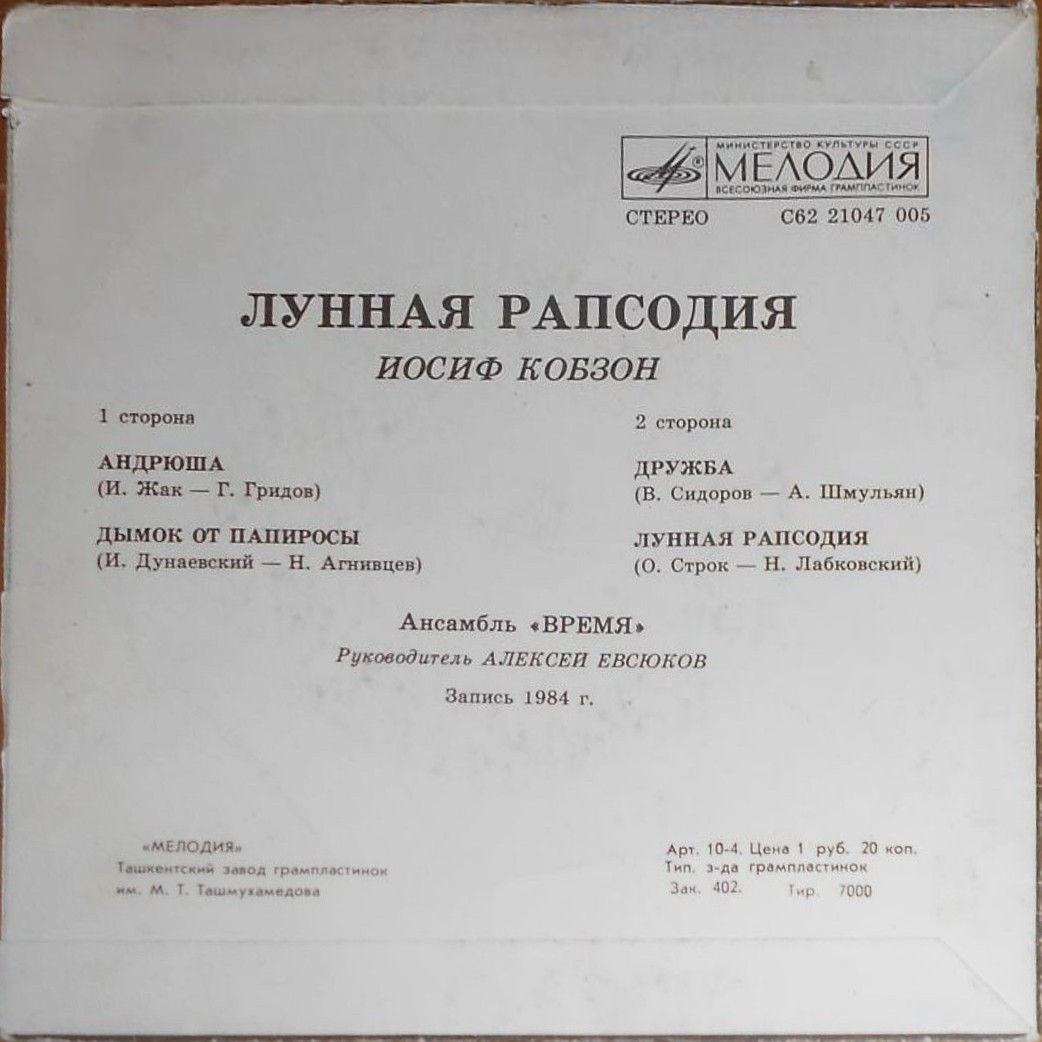 МИНИСТЕРСТВО КУЛЬТУРЫ СССР
МЕЛОДИЯ
ВСЕСОЮЗНАЯ ФИРМА ГРАМПЛАСТИНОК
СТЕРЕО С62 21047 005
ЛУННАЯ РАПСОДИЯ
ИОСИФ КОБЗОН
1 сторона
АНДРЮША
(И. Жак — Г. Гридов)
ДЫМОК ОТ ПАПИРОСЫ
(И. Дунаевский — Н. Агнивцев)
2 сторона
ДРУЖБА
(В. Сидоров — А. Шмульян)
ЛУННАЯ РАПСОДИЯ
(О. Строк — Н. Лабковский)
Ансамбль «ВРЕМЯ»
Руководитель АЛЕКСЕЙ ЕВСЮКОВ
Запись 1984 г.
«МЕЛОДИЯ»
Ташкентский завод грампластинок
им. М. Т. Ташмухамедова
Арт. 10-4. Цена 1 руб. 20 коп.
Тип. з-да грампластинок
Зак. 402. Тир. 7000